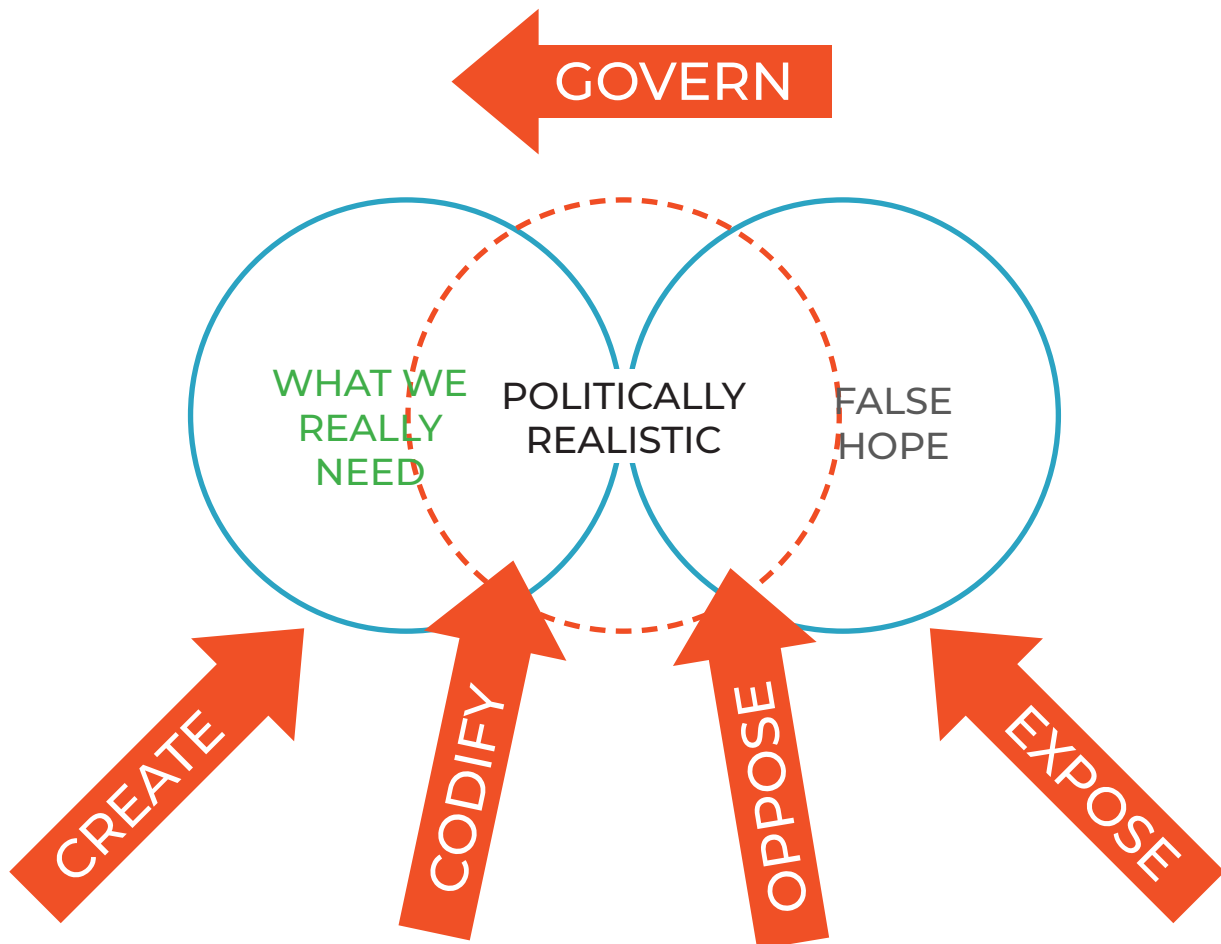 GOVERN
WHAT WE
REALLY
NEED
POLITICALLY
REALISTIC
FALSE
HOPE
CREATE
CODIFY
OPPOSE
EXPOSE